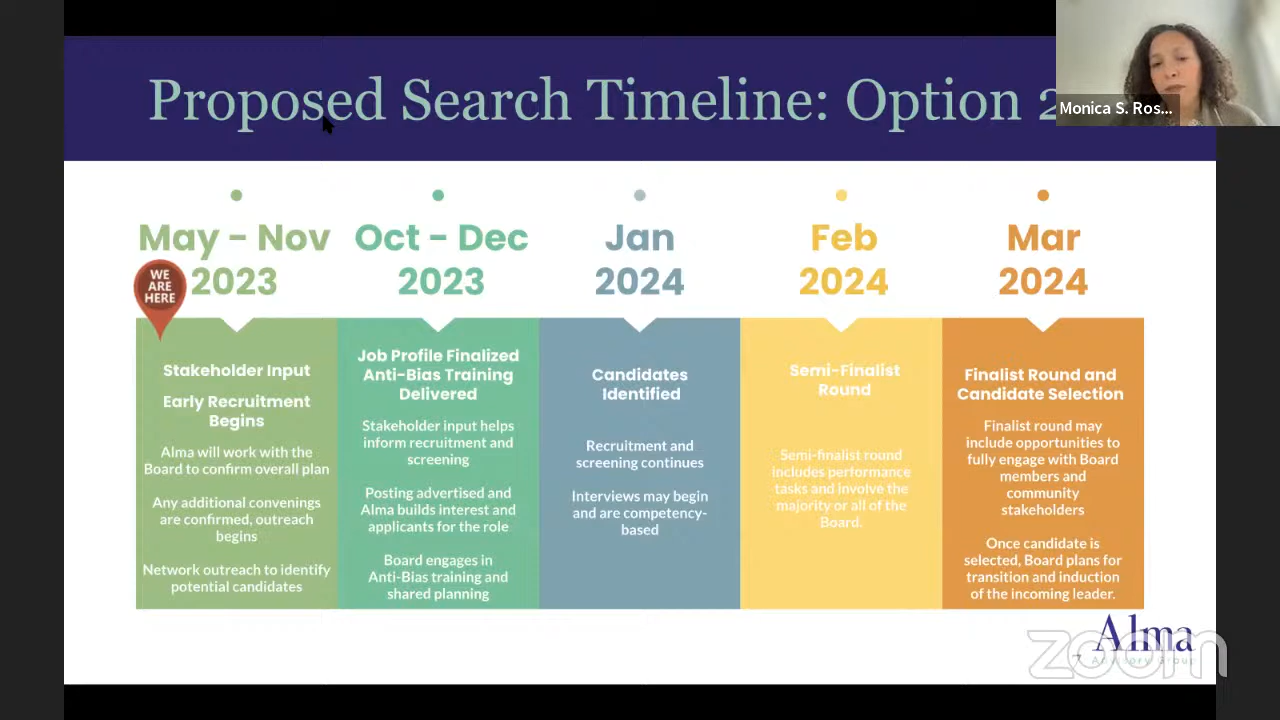 Proposed Search Timeline: Option 2
Monica S. Ros...
May – Nov
2023
Oct – Dec
2023
Jan
2024
Feb
2024
Mar
2024
WE
ARE
HERE
Stakeholder Input
Early Recruitment
Begins
Alma will work with the
Board to confirm overall plan
Any additional convenings
are confirmed, outreach
begins
Network outreach to identify
potential candidates
Job Profile Finalized
Anti-Bias Training
Delivered
Stakeholder input helps
inform recruitment and
screening
Posting advertised and
Alma builds interest and
applicants for the role
Board engages in
Anti-Bias training and
shared planning
Candidates
Identified
Recruitment and
screening continues
Interviews may begin
and are competency-
based
Semi-Finalist
Round
Semi-finalist round
includes performance
tasks and involve the
majority or all of the
Board.
Finalist Round and
Candidate Selection
Finalist round may
include opportunities to
fully engage with Board
members and
community
stakeholders
Once candidate is
selected, Board plans for
transition and induction
of the incoming leader.
Alma
Advisory Group
7
zoom